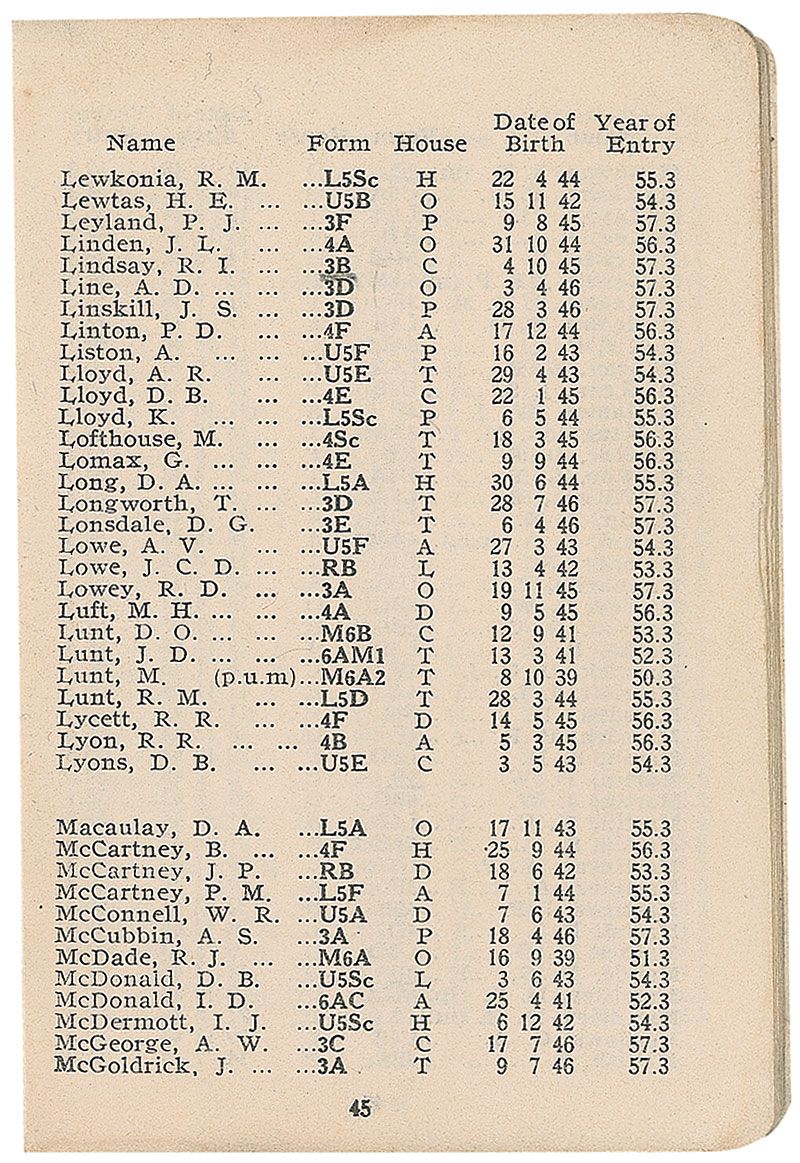 Date of Year of
Name Form House Birth Entry
Lewkonia, R. M. ...L5Sc H 22 4 44 55.3
Lewtas, H. E. ... ...U5B O 15 11 42 54.3
Leyland, P. J. ... ...3F P 9 8 45 57.3
Linden, J. L. ... ...4A O 31 10 44 56.3
Lindsay, R. I. ... ...3B C 4 10 45 57.3
Line, A. D. ... ... ...3D O 3 4 46 57.3
Linskill, J. S. ... ...3D P 28 3 46 57.3
Linton, P. D. ... ...4F A 17 12 44 56.3
Liston, A. ... ... ...U5F P 16 2 43 54.3
Lloyd, A. R. ... ...U5E T 29 4 43 54.3
Lloyd, D. B. ... ...4E C 22 1 45 56.3
Lloyd, K. ... ... ...L5Sc P 6 5 44 55.3
Lofthouse, M. ... ...4Sc T 18 3 45 56.3
Lomax, G. ... ... ...4E T 9 9 44 56.3
Long, D. A. ... ... ...L5A H 30 6 44 55.3
Longworth, T. ... ...3D T 28 7 46 57.3
Lonsdale, D. G. ...3E T 6 4 46 57.3
Lowe, A. V. ... ...U5F A 27 3 43 54.3
Lowe, J. C. D. ... ...RB L 13 4 42 53.3
Lowey, R. D. ... ...3A O 19 11 45 57.3
Luft, M. H. ... ... ...4A D 9 5 45 56.3
Lunt, D. O. ... ... ...M6B C 12 9 41 53.3
Lunt, J. D. ... ... ...6AM1 T 13 3 41 52.3
Lunt, M. (p.u.m)...M6A2 T 8 10 39 50.3
Lunt, R. M. ... ...L5D T 28 3 44 55.3
Lycett, R. R. ... ...4F D 14 5 45 56.3
Lyon, R. R. ... ... 4B A 5 3 45 56.3
Lyons, D. B. ... ...U5E C 3 5 43 54.3
Macaulay, D. A. ...L5A O 17 11 43 55.3
McCartney, B. ... ...4F H 25 9 44 56.3
McCartney, J. P. ...RB D 18 6 42 53.3
McCartney, P. M. ...L5F A 7 1 44 55.3
McConnell, W. R. ...U5A D 7 6 43 54.3
McCubbin, A. S. ...3A P 18 4 46 57.3
McDade, R. J. ... ...M6A O 16 9 39 51.3
McDonald, D. B. ...U5Sc L 3 6 43 54.3
McDonald, I. D. ...6AC A 25 4 41 52.3
McDermott, I. J. ...U5Sc H 6 12 42 54.3
McGeorge, A. W. ...3C C 17 7 46 57.3
McGoldrick, J. ... ...3A T 9 7 46 57.3
45